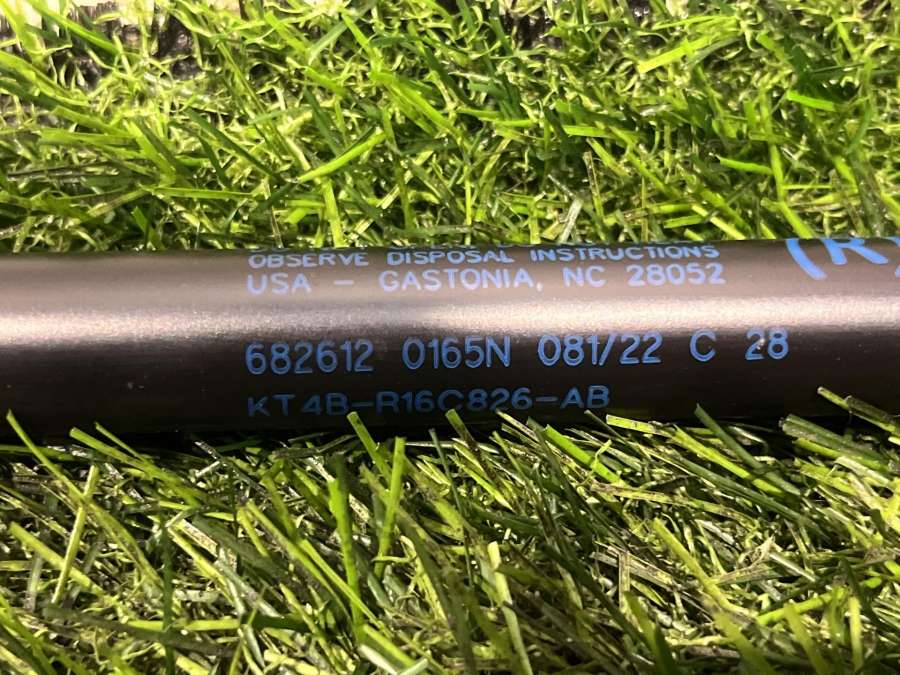 OBSERVE DISPOSAL INSTRUCTIONS
USA - GASTONIA, NC 28052
(R)
682612 0165N 081/22 C 28
KT4B-R16C826-AB